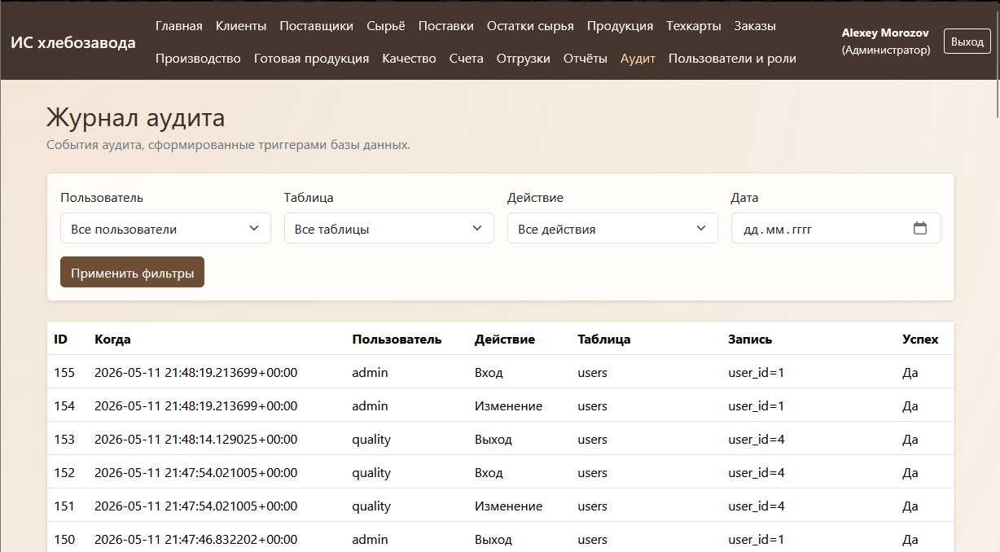 ИС хлебозавода
Главная Клиенты Поставщики Сырьё Поставки Остатки сырья Продукция Техкарты Заказы
Производство Готовая продукция Качество Счета Отгрузки Отчёты Аудит Пользователи и роли
Alexey Morozov
(Администратор)
Выход
Журнал аудита
События аудита, сформированные триггерами базы данных.
Пользователь Таблица Действие Дата
Все пользователи Все таблицы Все действия дд.мм.гггг
Применить фильтры
ID Когда Пользователь Действие Таблица Запись Успех
155 2026-05-11 21:48:19.213699+00:00 admin Вход users user_id=1 Да
154 2026-05-11 21:48:19.213699+00:00 admin Изменение users user_id=1 Да
153 2026-05-11 21:48:14.129025+00:00 quality Выход users user_id=4 Да
152 2026-05-11 21:47:54.021005+00:00 quality Вход users user_id=4 Да
151 2026-05-11 21:47:54.021005+00:00 quality Изменение users user_id=4 Да
150 2026-05-11 21:47:46.832202+00:00 admin Выход users user_id=1 Да